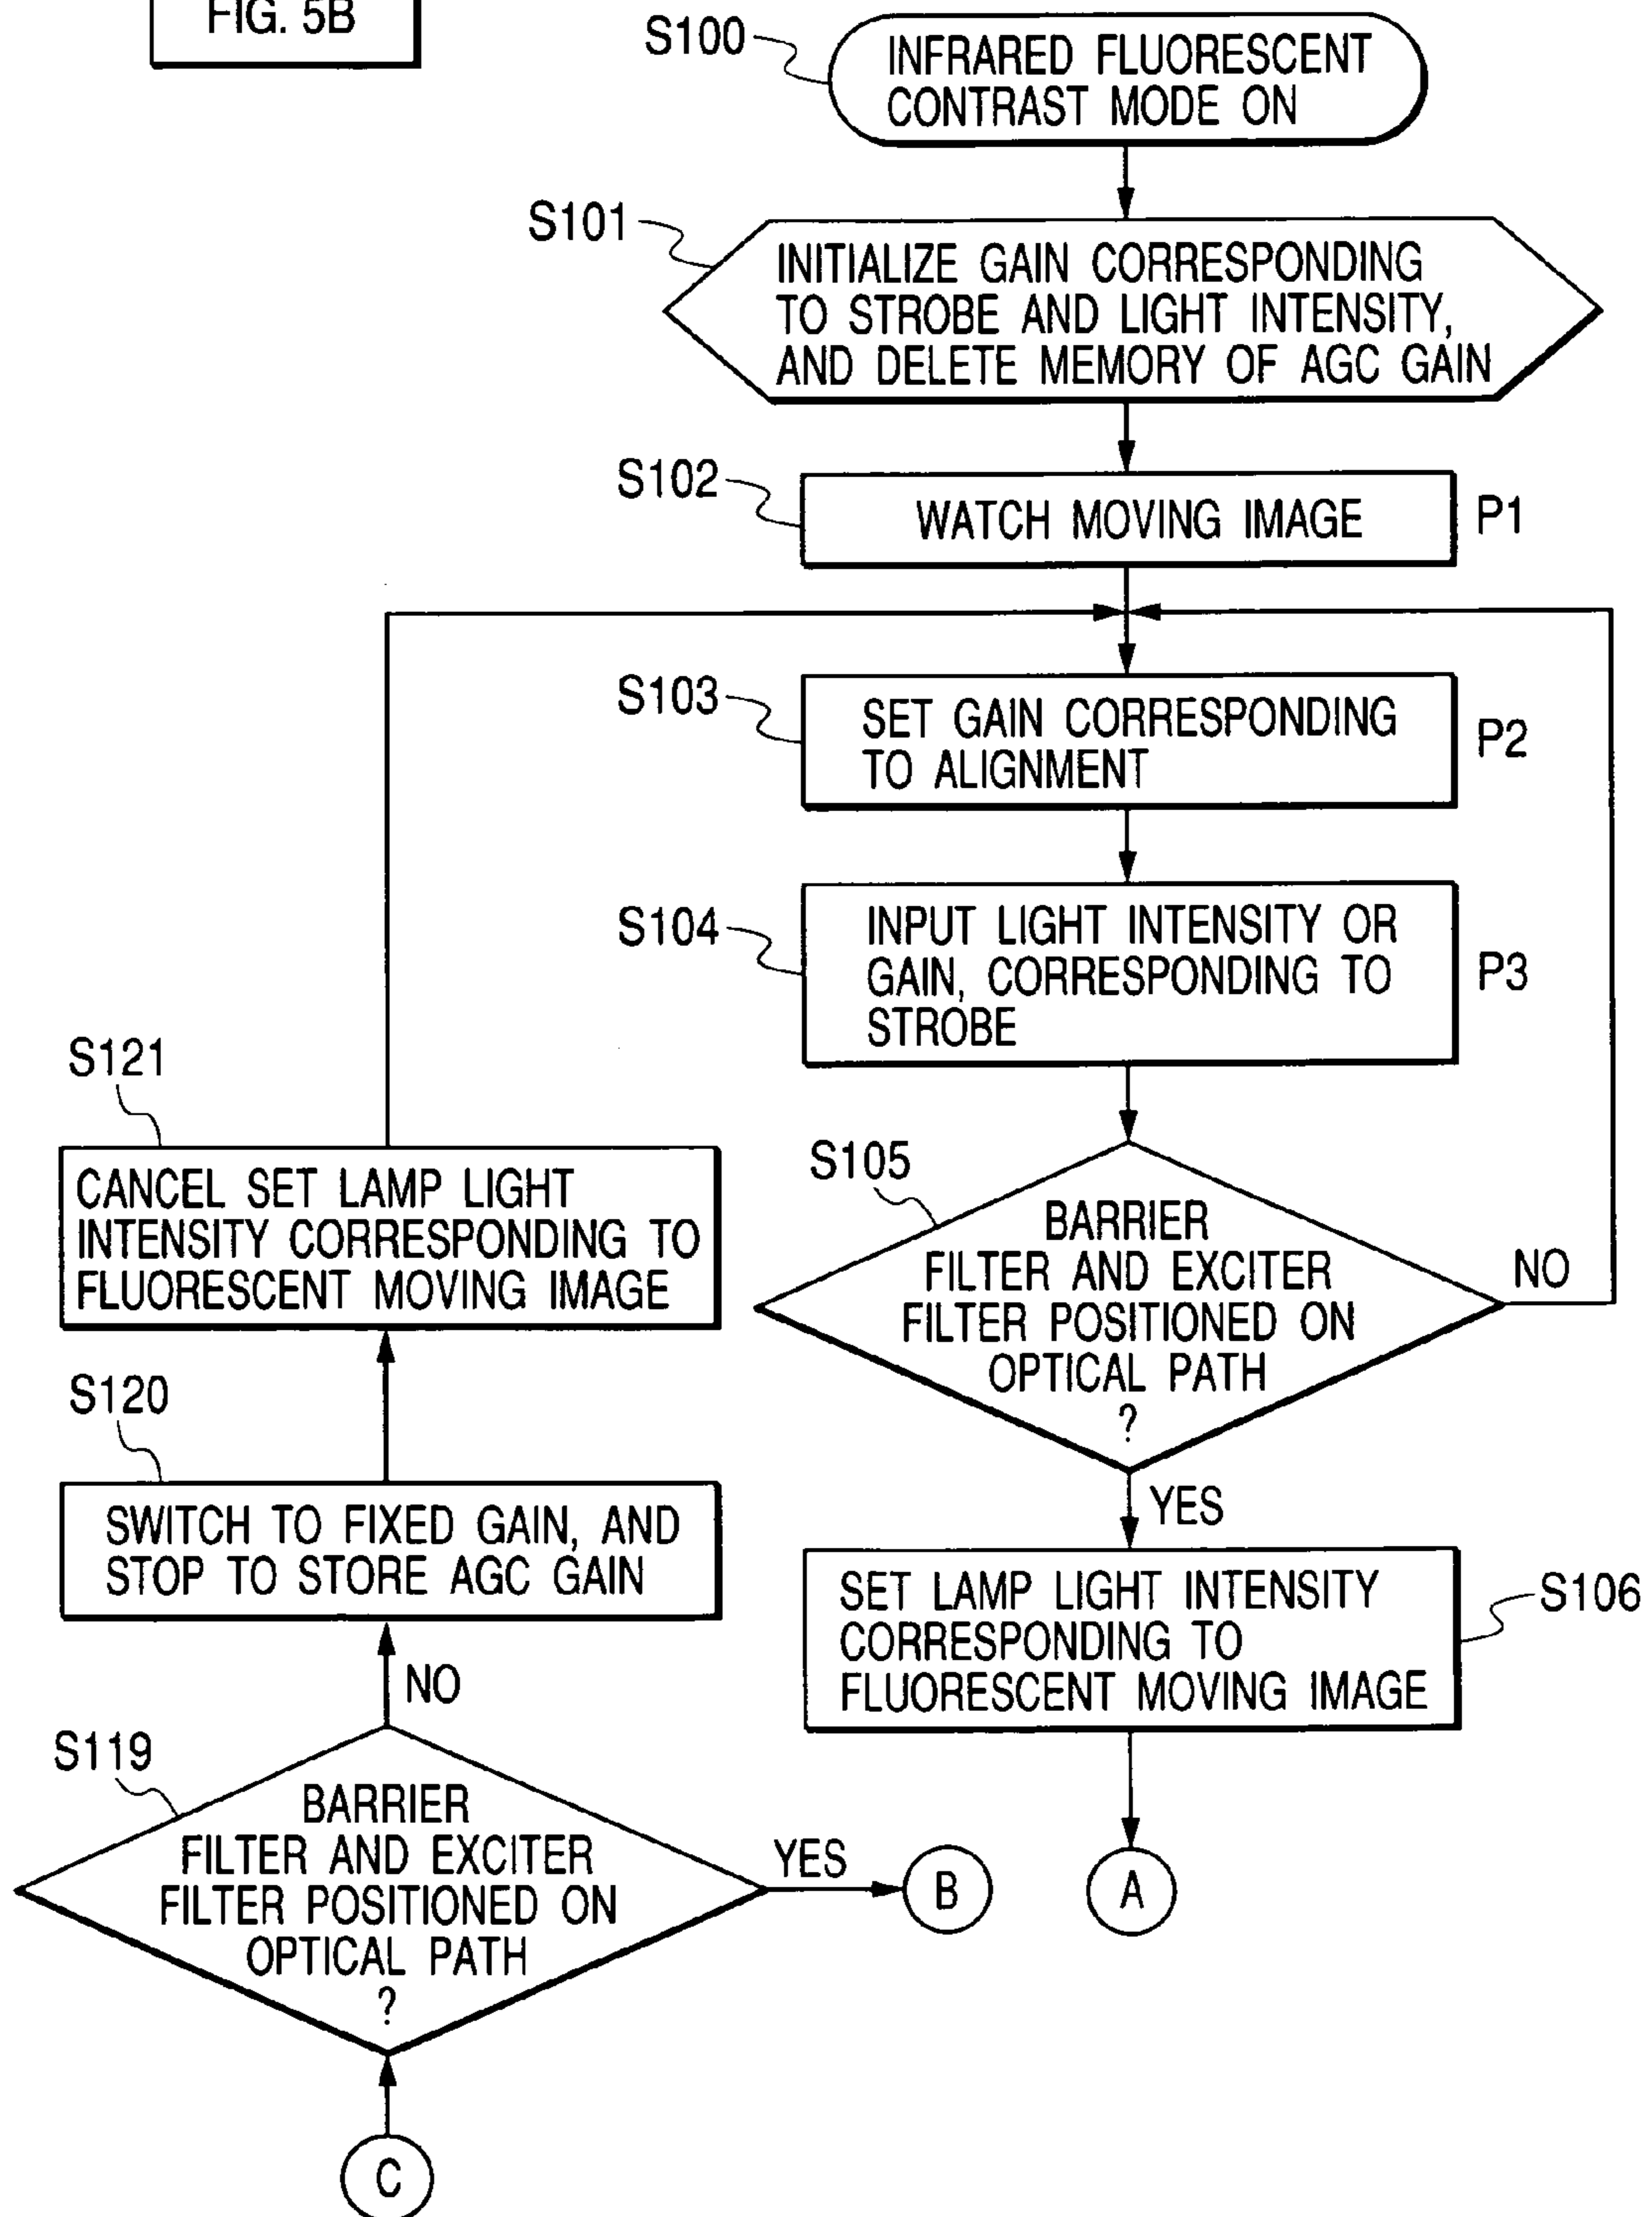 FIG. 5B
S100
INFRARED FLUORESCENT
CONTRAST MODE ON
S101
INITIALIZE GAIN CORRESPONDING
TO STROBE AND LIGHT INTENSITY,
AND DELETE MEMORY OF AGC GAIN
S102
WATCH MOVING IMAGE
P1
S103
SET GAIN CORRESPONDING
TO ALIGNMENT
P2
S104
INPUT LIGHT INTENSITY OR
GAIN, CORRESPONDING TO
STROBE
P3
S105
BARRIER
FILTER AND EXCITER
FILTER POSITIONED ON
OPTICAL PATH
?
NO
YES
SET LAMP LIGHT INTENSITY
CORRESPONDING TO
FLUORESCENT MOVING IMAGE
S106
A
S121
CANCEL SET LAMP LIGHT
INTENSITY CORRESPONDING TO
FLUORESCENT MOVING IMAGE
S120
SWITCH TO FIXED GAIN, AND
STOP TO STORE AGC GAIN
NO
S119
BARRIER
FILTER AND EXCITER
FILTER POSITIONED ON
OPTICAL PATH
?
YES
B
C